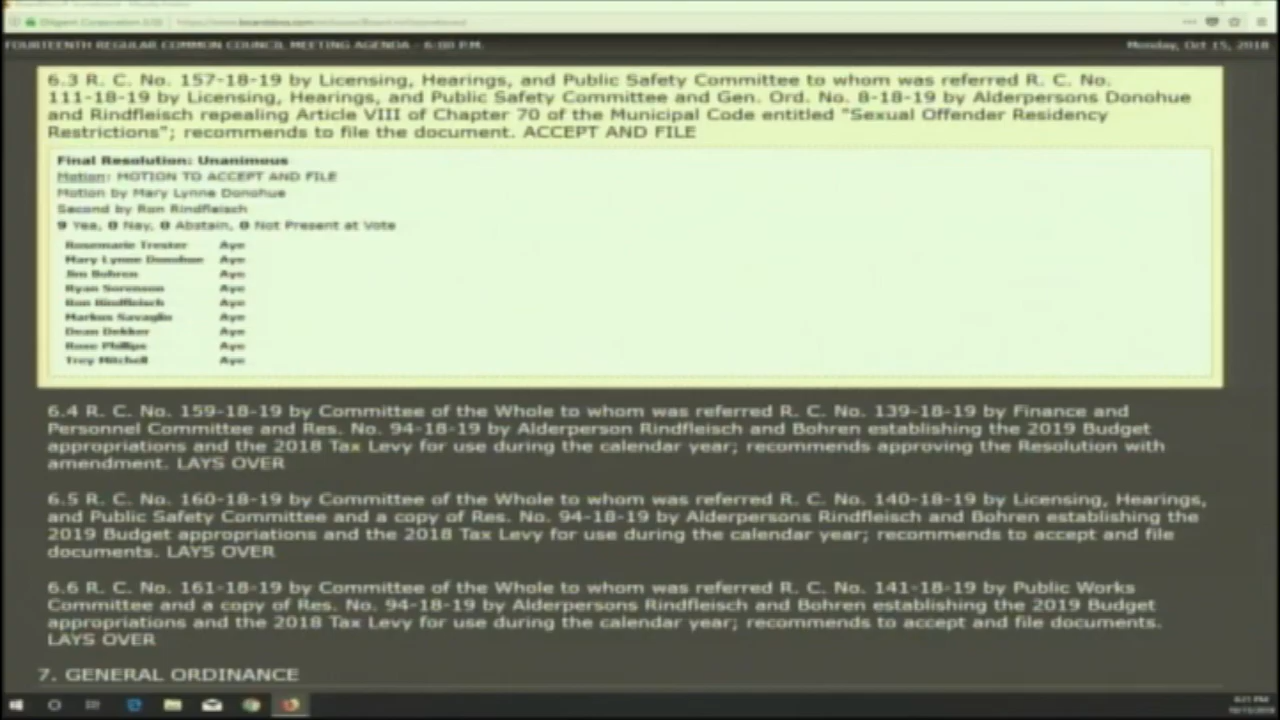 FOURTEENTH REGULAR COMMON COUNCIL MEETING AGENDA - 6:00 P.M.
Monday, Oct 15, 2018
6.3 R. C. No. 157-18-19 by Licensing, Hearings, and Public Safety Committee to whom was referred R. C. No.
111-18-19 by Licensing, Hearings, and Public Safety Committee and Gen. Ord. No. 8-18-19 by Alderpersons Donohue
and Rindfleisch repealing Article VIII of Chapter 70 of the Municipal Code entitled "Sexual Offender Residency
Restrictions"; recommends to file the document. ACCEPT AND FILE
Final Resolution: Unanimous
Motion: MOTION TO ACCEPT AND FILE
Motion by Mary Lynne Donohue
Second by Ron Rindfleisch
9 Yea, 0 Nay, 0 Abstain, 0 Not Present at Vote
Rosemarie Trester Aye
Mary Lynne Donohue Aye
Jim Bohren Aye
Ryan Sorenson Aye
Ron Rindfleisch Aye
Markus Savaglio Aye
Dean Dekker Aye
Rose Phillips Aye
Trey Mitchell Aye
6.4 R. C. No. 159-18-19 by Committee of the Whole to whom was referred R. C. No. 139-18-19 by Finance and
Personnel Committee and Res. No. 94-18-19 by Alderperson Rindfleisch and Bohren establishing the 2019 Budget
appropriations and the 2018 Tax Levy for use during the calendar year; recommends approving the Resolution with
amendment. LAYS OVER
6.5 R. C. No. 160-18-19 by Committee of the Whole to whom was referred R. C. No. 140-18-19 by Licensing, Hearings,
and Public Safety Committee and a copy of Res. No. 94-18-19 by Alderpersons Rindfleisch and Bohren establishing the
2019 Budget appropriations and the 2018 Tax Levy for use during the calendar year; recommends to accept and file
documents. LAYS OVER
6.6 R. C. No. 161-18-19 by Committee of the Whole to whom was referred R. C. No. 141-18-19 by Public Works
Committee and a copy of Res. No. 94-18-19 by Alderpersons Rindfleisch and Bohren establishing the 2019 Budget
appropriations and the 2018 Tax Levy for use during the calendar year; recommends to accept and file documents.
LAYS OVER
7. GENERAL ORDINANCE